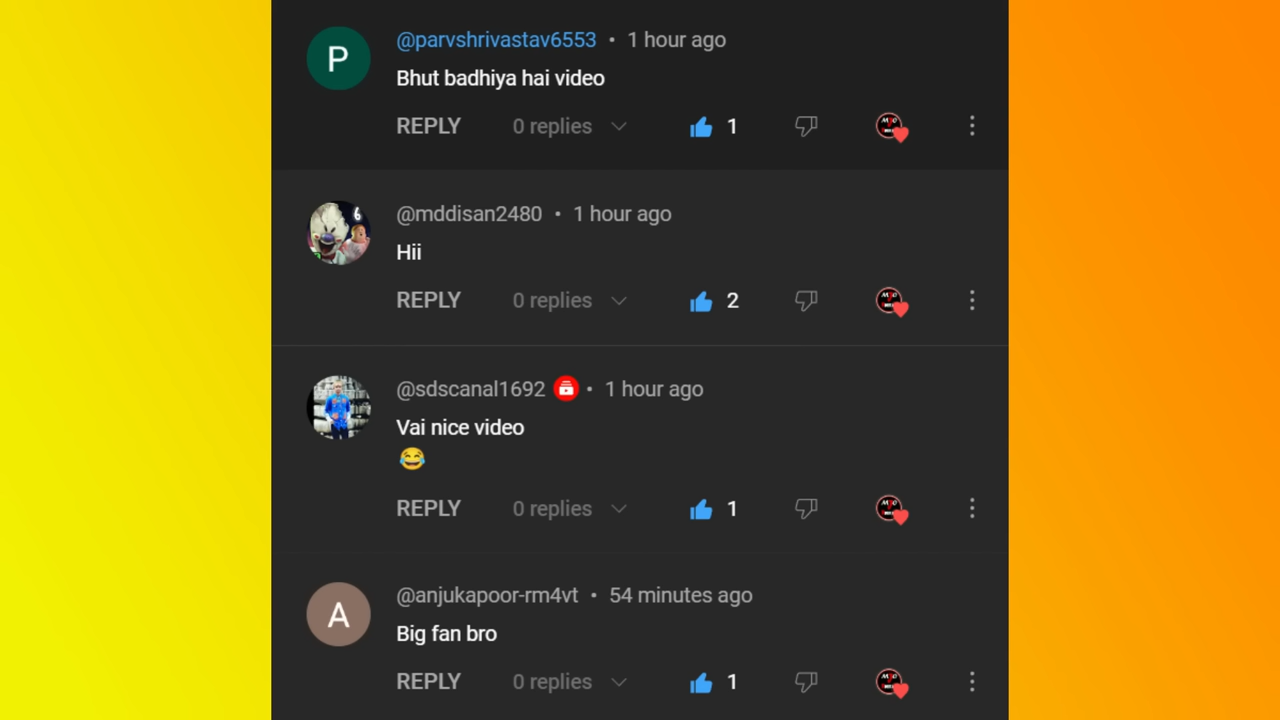 P
@parvshrivastav6553 • 1 hour ago
Bhut badhiya hai video
REPLY 0 replies 1
6
@mddisan2480 • 1 hour ago
Hii
REPLY 0 replies 2
@sdscanal1692 • 1 hour ago
Vai nice video
😂
REPLY 0 replies 1
A
@anjukapoor-rm4vt • 54 minutes ago
Big fan bro
REPLY 0 replies 1